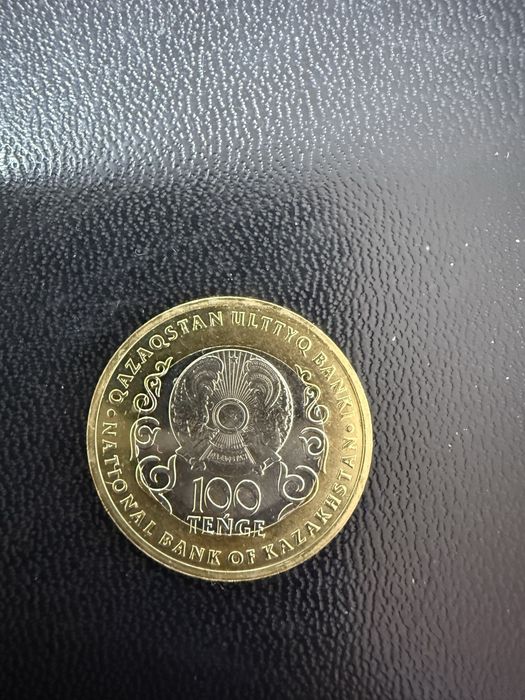 QAZAQSTAN ULTTYQ BANKI
100
TEŃGE
NATIONAL BANK OF KAZAKHSTAN